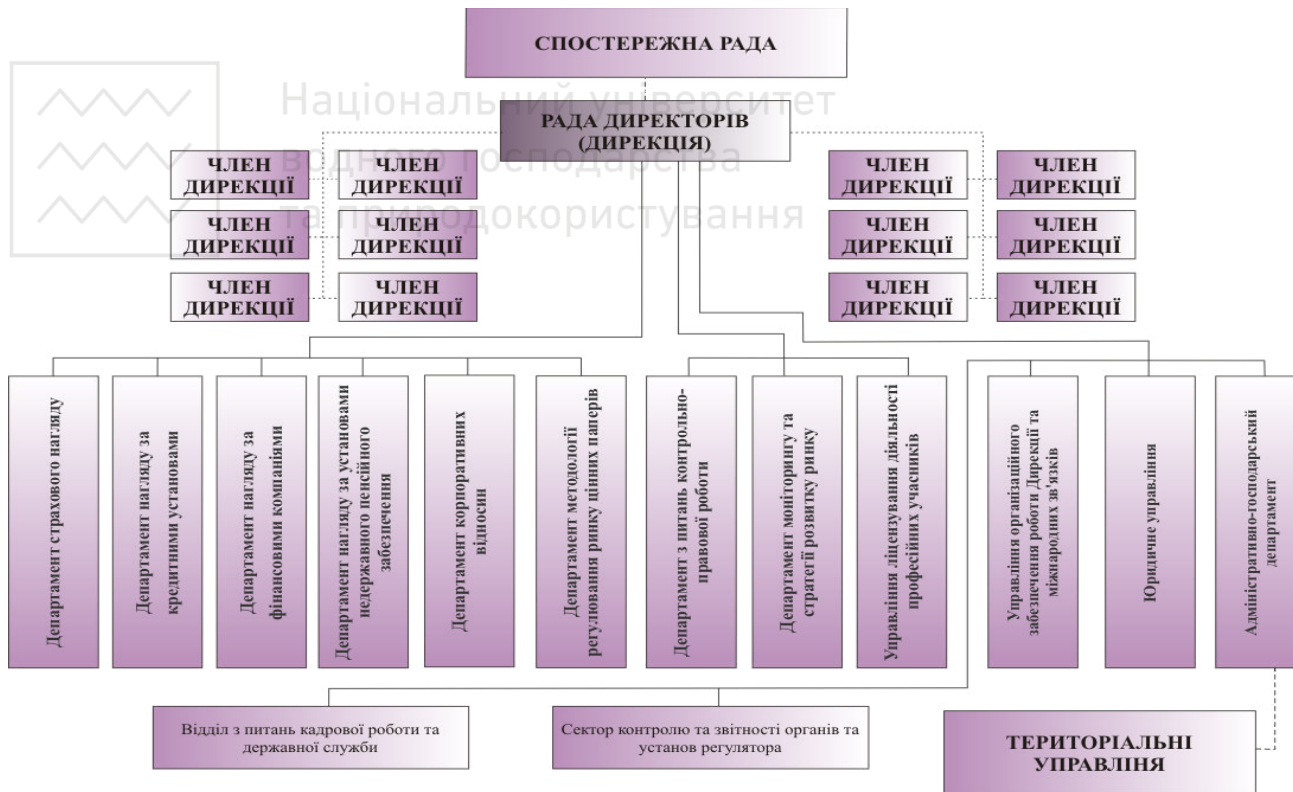 СПОСТЕРЕЖНА РАДА
Національний університет
водного господарства
та природокористування
РАДА ДИРЕКТОРІВ
(ДИРЕКЦІЯ)
ЧЛЕН
ДИРЕКЦІЇ
ЧЛЕН
ДИРЕКЦІЇ
ЧЛЕН
ДИРЕКЦІЇ
ЧЛЕН
ДИРЕКЦІЇ
ЧЛЕН
ДИРЕКЦІЇ
ЧЛЕН
ДИРЕКЦІЇ
ЧЛЕН
ДИРЕКЦІЇ
ЧЛЕН
ДИРЕКЦІЇ
ЧЛЕН
ДИРЕКЦІЇ
ЧЛЕН
ДИРЕКЦІЇ
ЧЛЕН
ДИРЕКЦІЇ
ЧЛЕН
ДИРЕКЦІЇ
Департамент страхового нагляду
Департамент нагляду за
кредитними установами
Департамент нагляду за
фінансовими компаніями
Департамент нагляду за установами
недержавного пенсійного
забезпечення
Департамент корпоративних
відносин
Департамент методології
регулювання ринку цінних паперів
Департамент з питань контрольно-
правової роботи
Департамент моніторингу та
стратегії розвитку ринку
Управління ліцензування діяльності
професійних учасників
Управління організаційного
забезпечення роботи Дирекції та
міжнародних зв'язків
Юридичне управління
Адміністративно-господарський
департамент
Відділ з питань кадрової роботи та
державної служби
Сектор контролю та звітності органів та
установ регулятора
ТЕРИТОРІАЛЬНІ
УПРАВЛІНЯ